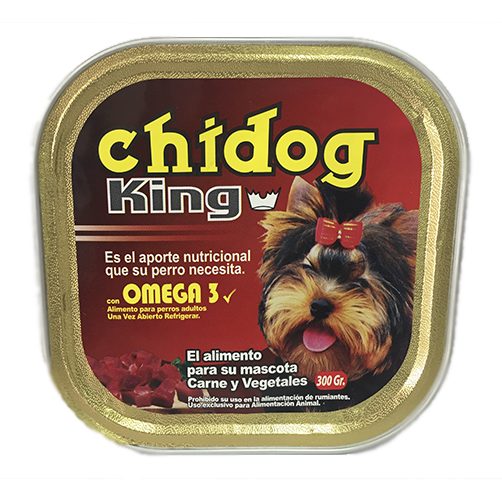 chidog
King
Es el aporte nutricional
que su perro necesita.
con OMEGA 3 ✓
Alimento para perros adultos
Una Vez Abierto Refrigerar.
El alimento
para su mascota
Carne y Vegetales 300 Gr.
Prohibido su uso en la alimentación de rumiantes.
Uso exclusivo para Alimentación Animal.